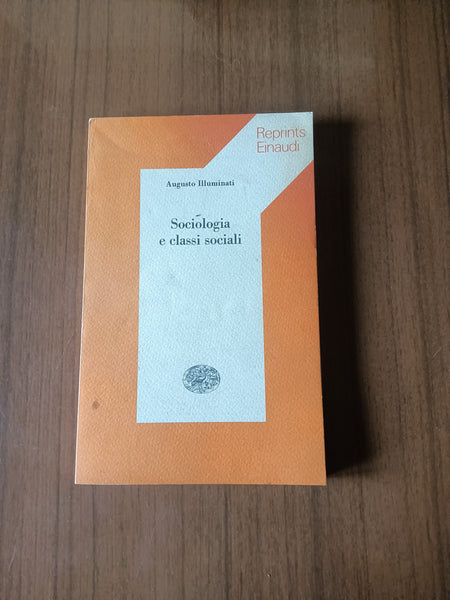 Reprints
Einaudi
Augusto Illuminati
Sociologia
e classi sociali